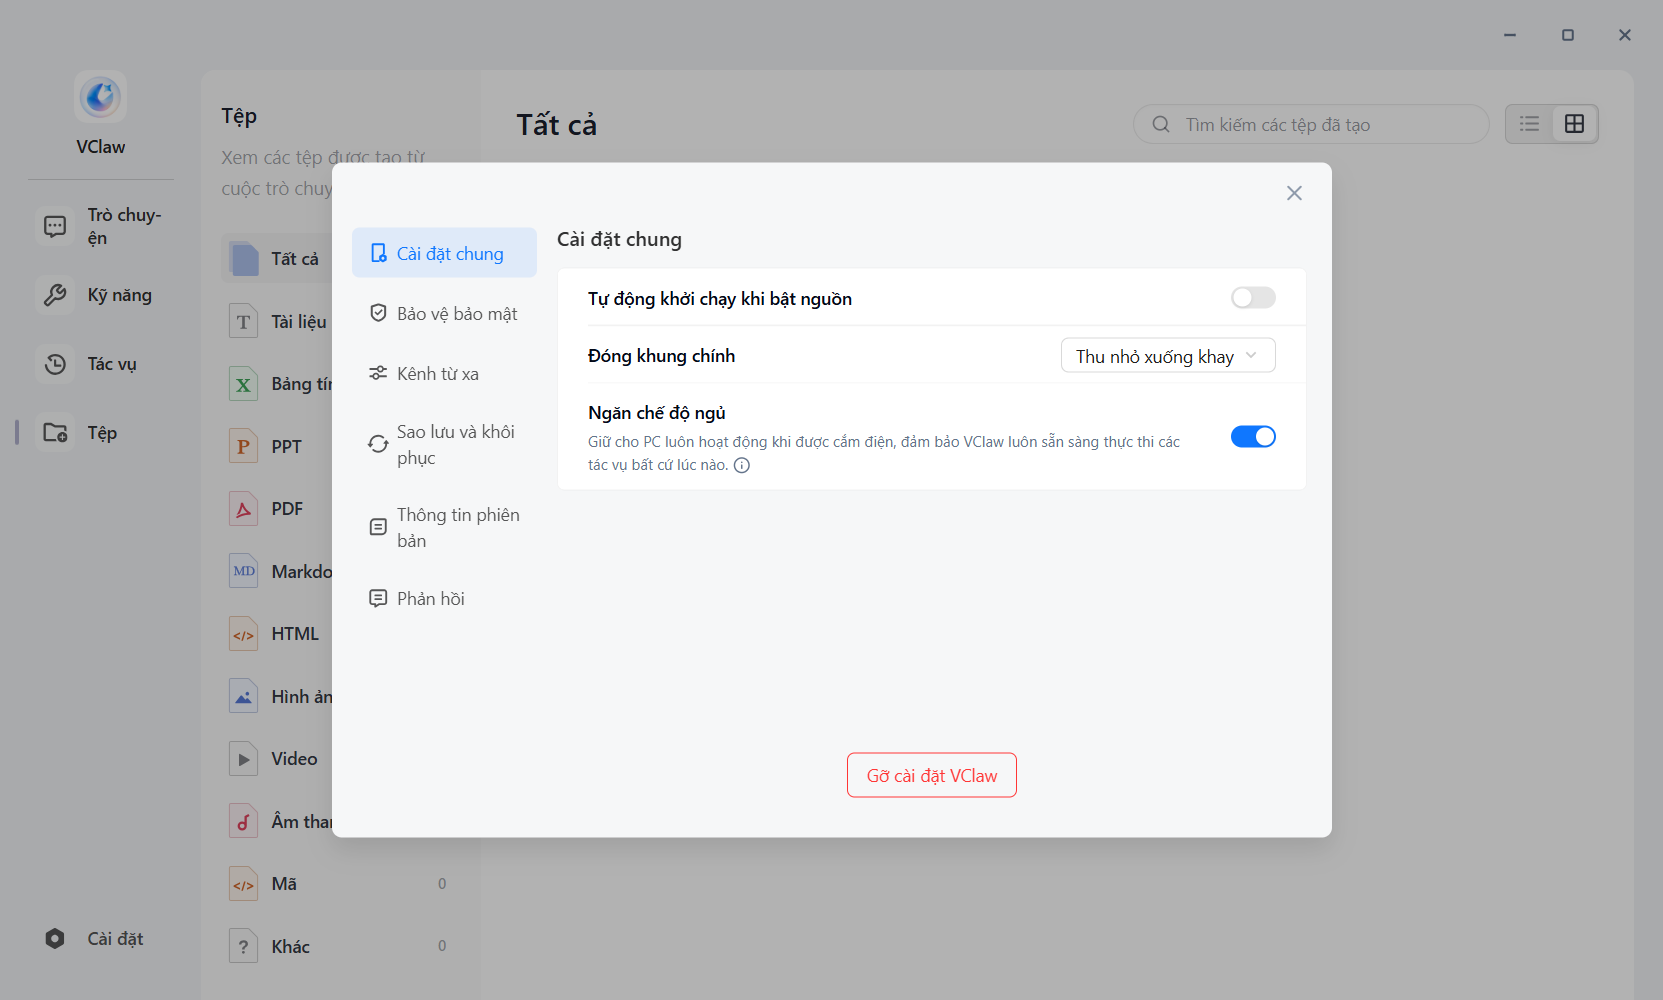 VClaw
Trò chuy-
ện
Kỹ năng
Tác vụ
Tệp
Cài đặt
Tệp
Xem các tệp được tạo từ
cuộc trò chuy
Tất cả
T
Tài liệu
X
Bảng tín
P
PPT
PDF
MD
Markdo
</>
HTML
Hình ản
Video
Âm than
</>
Mã
0
?
Khác
0
Tất cả
Tìm kiếm các tệp đã tạo
Cài đặt chung
Bảo vệ bảo mật
Kênh từ xa
Sao lưu và khôi
phục
Thông tin phiên
bản
Phản hồi
Cài đặt chung
Tự động khởi chạy khi bật nguồn
Đóng khung chính
Thu nhỏ xuống khay
Ngăn chế độ ngủ
Giữ cho PC luôn hoạt động khi được cắm điện, đảm bảo VClaw luôn sẵn sàng thực thi các
tác vụ bất cứ lúc nào.
Gỡ cài đặt VClaw